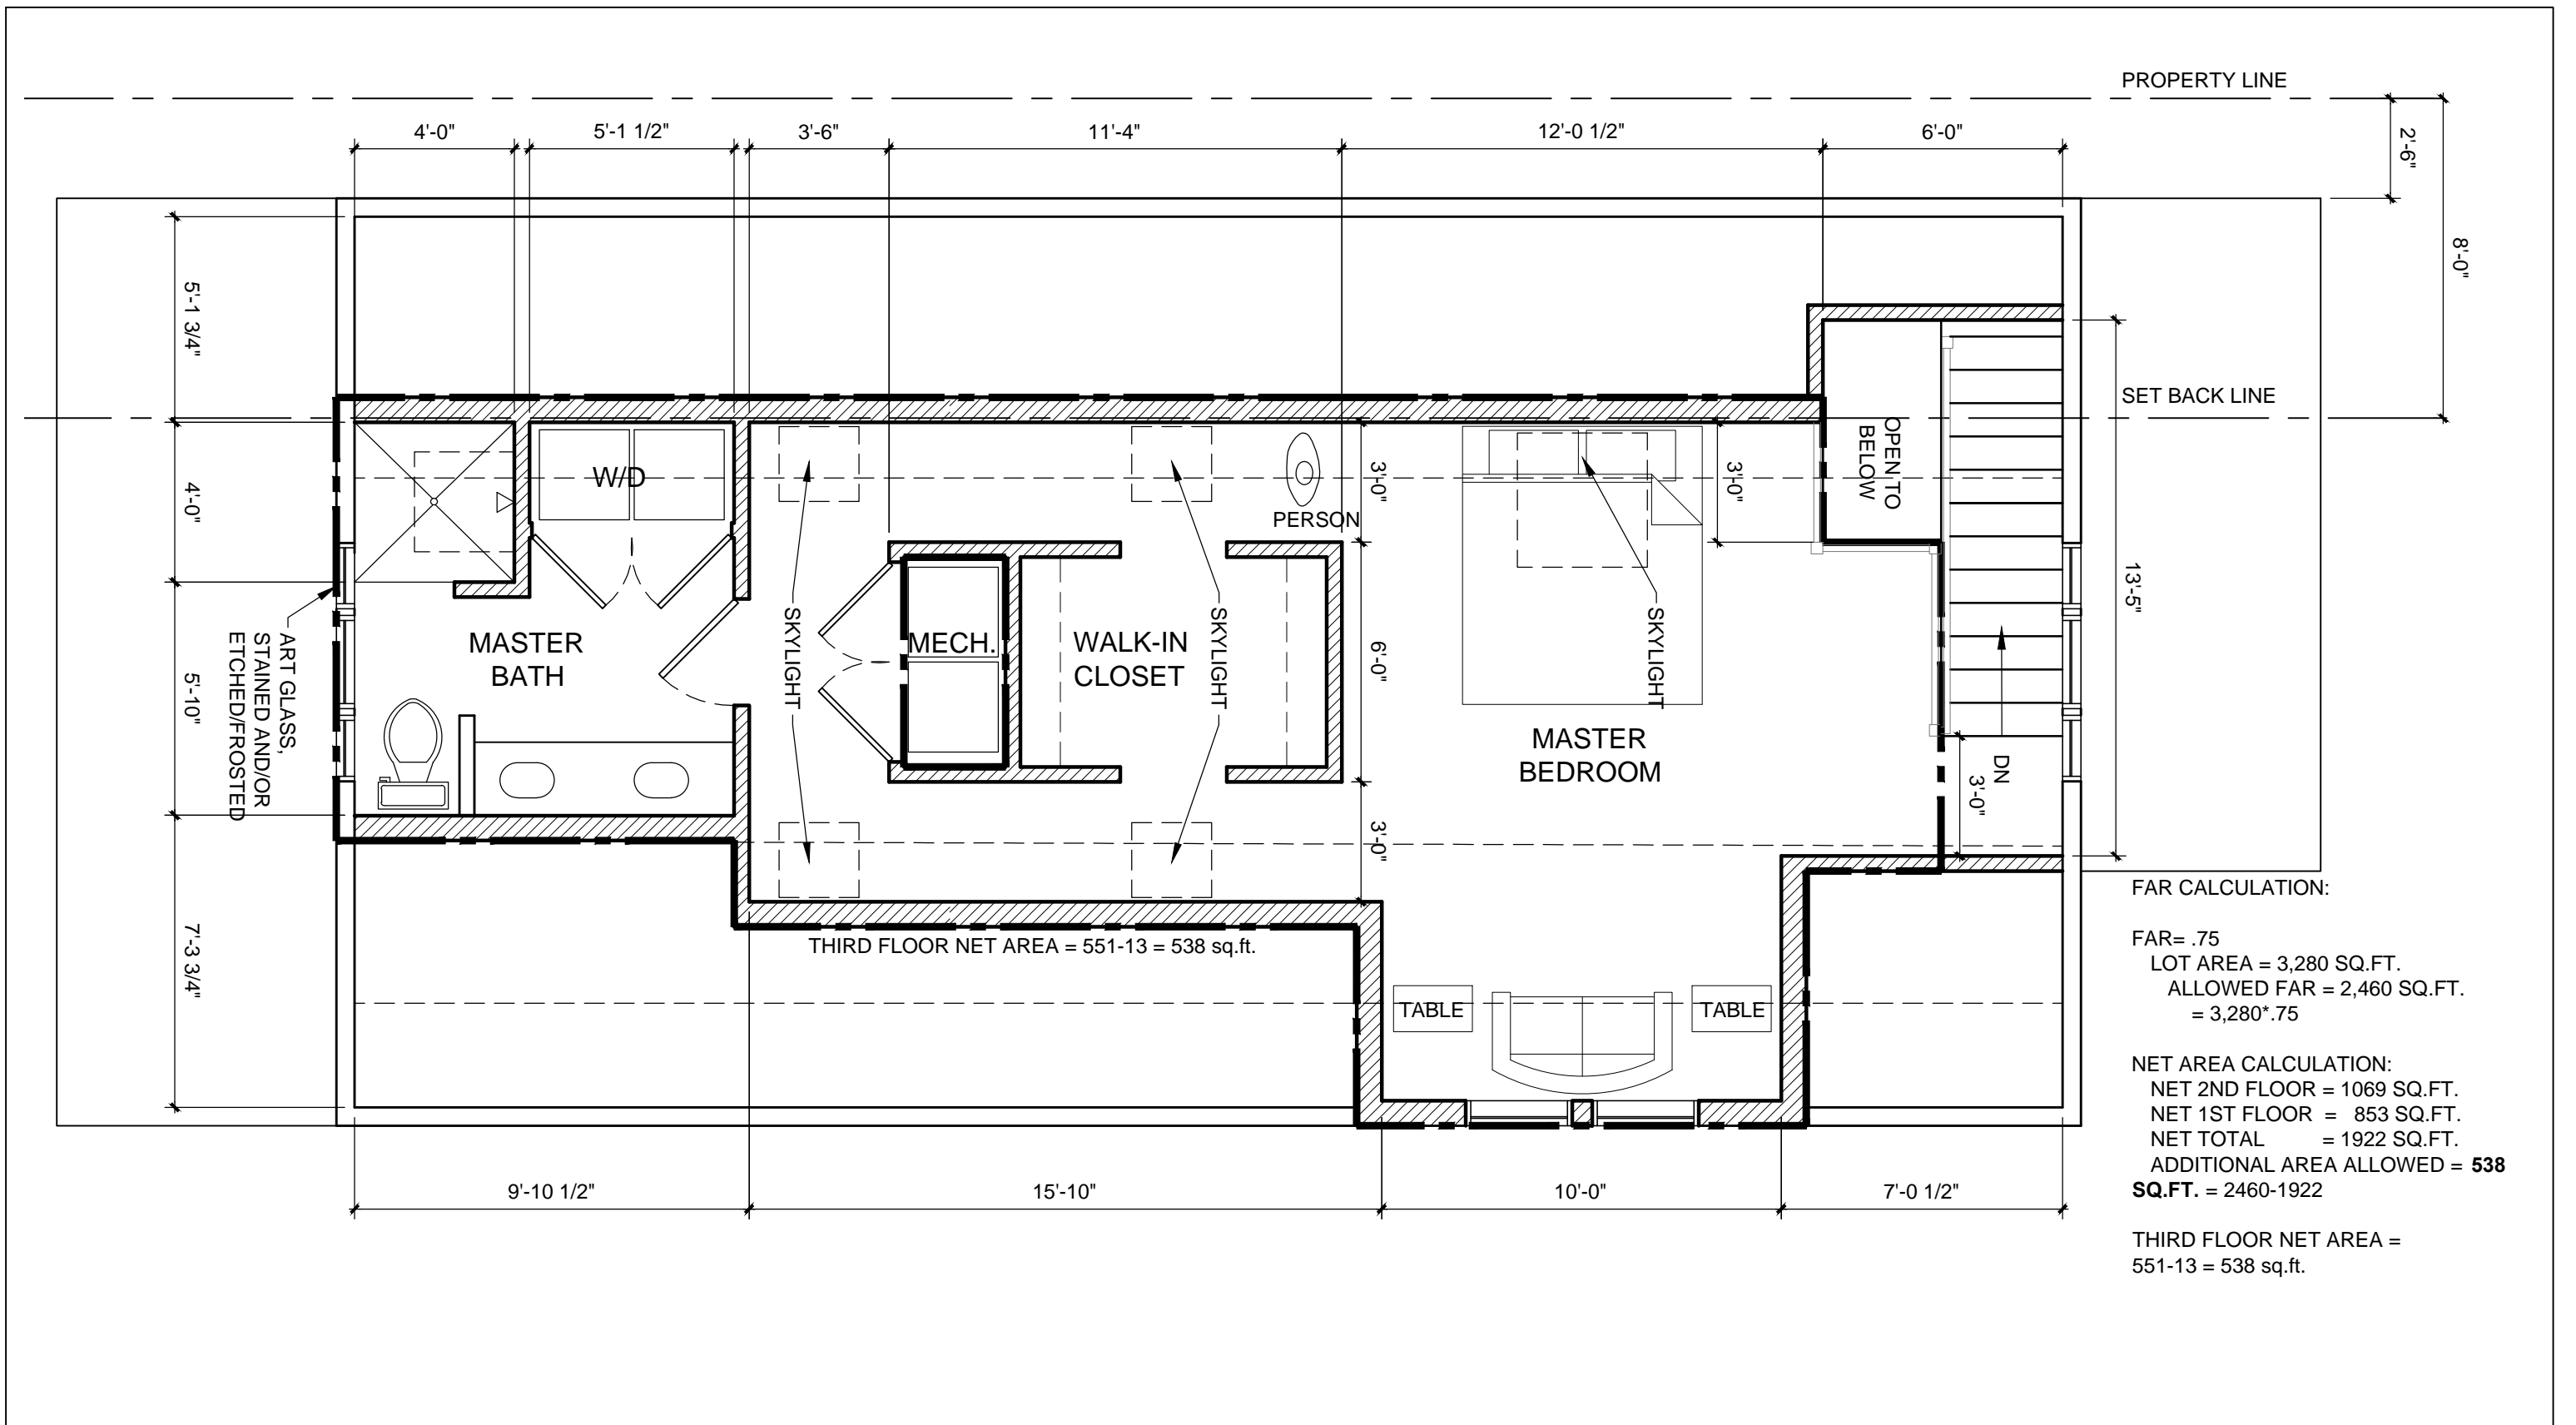 PROPERTY LINE
4'-0"
5'-1 1/2"
3'-6"
11'-4"
12'-0 1/2"
6'-0"
2'-6"
8'-0"
5'-1 3/4"
4'-0"
5'-10"
7'-3 3/4"
SET BACK LINE
OPEN TO
BELOW
W/D
3'-0"
3'-0"
PERSON
13'-5"
MASTER
BATH
SKYLIGHT
MECH.
WALK-IN
CLOSET
SKYLIGHT
6'-0"
SKYLIGHT
ART GLASS,
STAINED AND/OR
ETCHED/FROSTED
MASTER
BEDROOM
DN
3'-0"
3'-0"
THIRD FLOOR NET AREA = 551-13 = 538 sq.ft.
TABLE
TABLE
9'-10 1/2"
15'-10"
10'-0"
7'-0 1/2"
FAR CALCULATION:
FAR= .75
LOT AREA = 3,280 SQ.FT.
ALLOWED FAR = 2,460 SQ.FT.
= 3,280*.75
NET AREA CALCULATION:
NET 2ND FLOOR = 1069 SQ.FT.
NET 1ST FLOOR = 853 SQ.FT.
NET TOTAL = 1922 SQ.FT.
ADDITIONAL AREA ALLOWED = 538
SQ.FT. = 2460-1922
THIRD FLOOR NET AREA =
551-13 = 538 sq.ft.